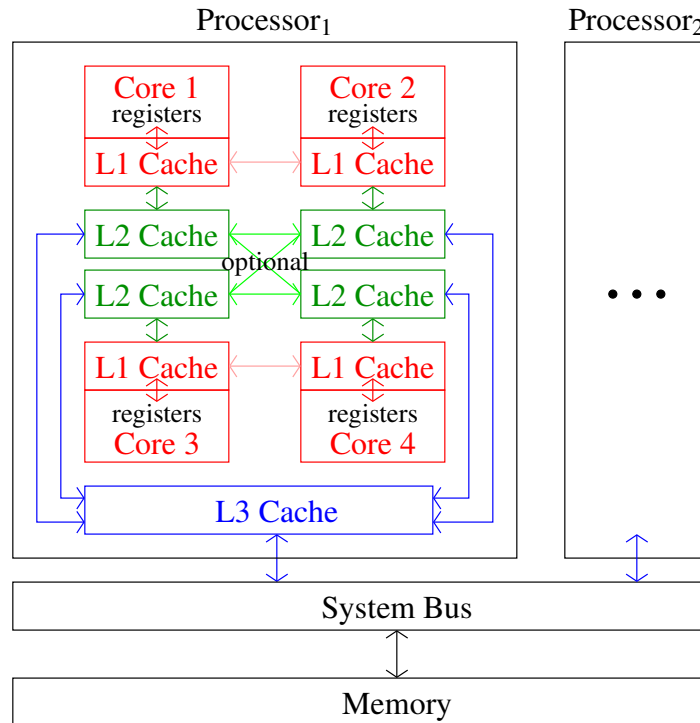 Processor₁ Processor₂
Core 1 Core 2
registers registers
L1 Cache L1 Cache
L2 Cache L2 Cache
optional
L2 Cache L2 Cache
L1 Cache L1 Cache
registers registers
Core 3 Core 4
L3 Cache
System Bus
Memory